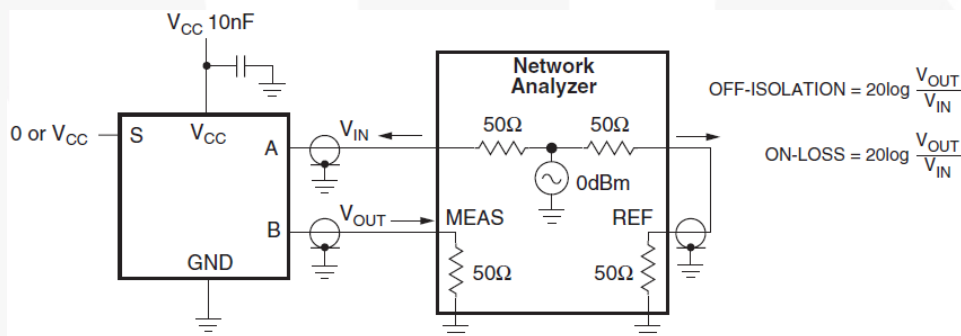 V_CC 10nF
0 or V_CC
S
V_CC
A
B
GND
V_IN
V_OUT
Network
Analyzer
50Ω
50Ω
0dBm
MEAS
REF
50Ω
50Ω
OFF-ISOLATION = 20log V_OUT / V_IN
ON-LOSS = 20log V_OUT / V_IN